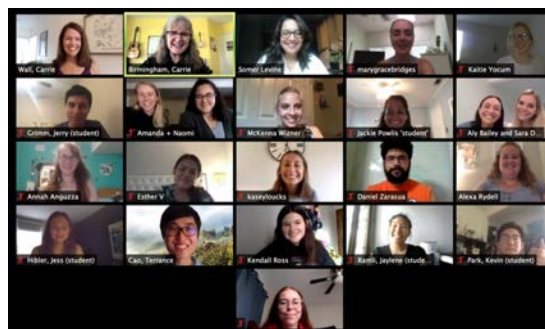 Wall, Carrie
Birmingham, Carrie
Somer Levine
marygracebridges
Kaitie Yocum
Grimm, Jerry (student)
Amanda + Naomi
McKenna Wizner
Jackie Powlis 'student'
Aly Bailey and Sara D...
Annah Anguzza
Esther V
kaseyloucks
Daniel Zarasua
Alexa Rydell
Hibler, Jess (student)
Cao, Terrance
Kendall Ross
Ramli, Jaylene (stude...
Park, Kevin (student)